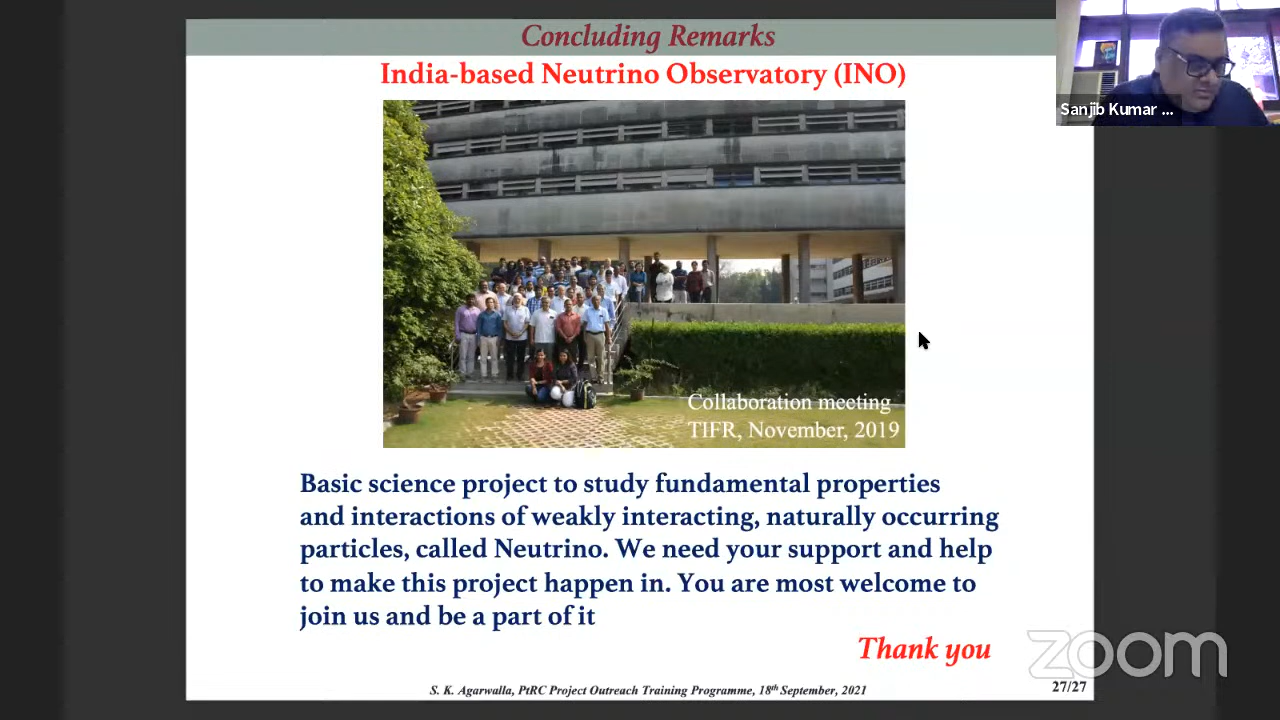 Concluding Remarks
India-based Neutrino Observatory (INO)
Sanjib Kumar ...
Collaboration meeting
TIFR, November, 2019
Basic science project to study fundamental properties
and interactions of weakly interacting, naturally occurring
particles, called Neutrino. We need your support and help
to make this project happen in. You are most welcome to
join us and be a part of it
Thank you
zoom
S. K. Agarwalla, PtRC Project Outreach Training Programme, 18th September, 2021
27/27